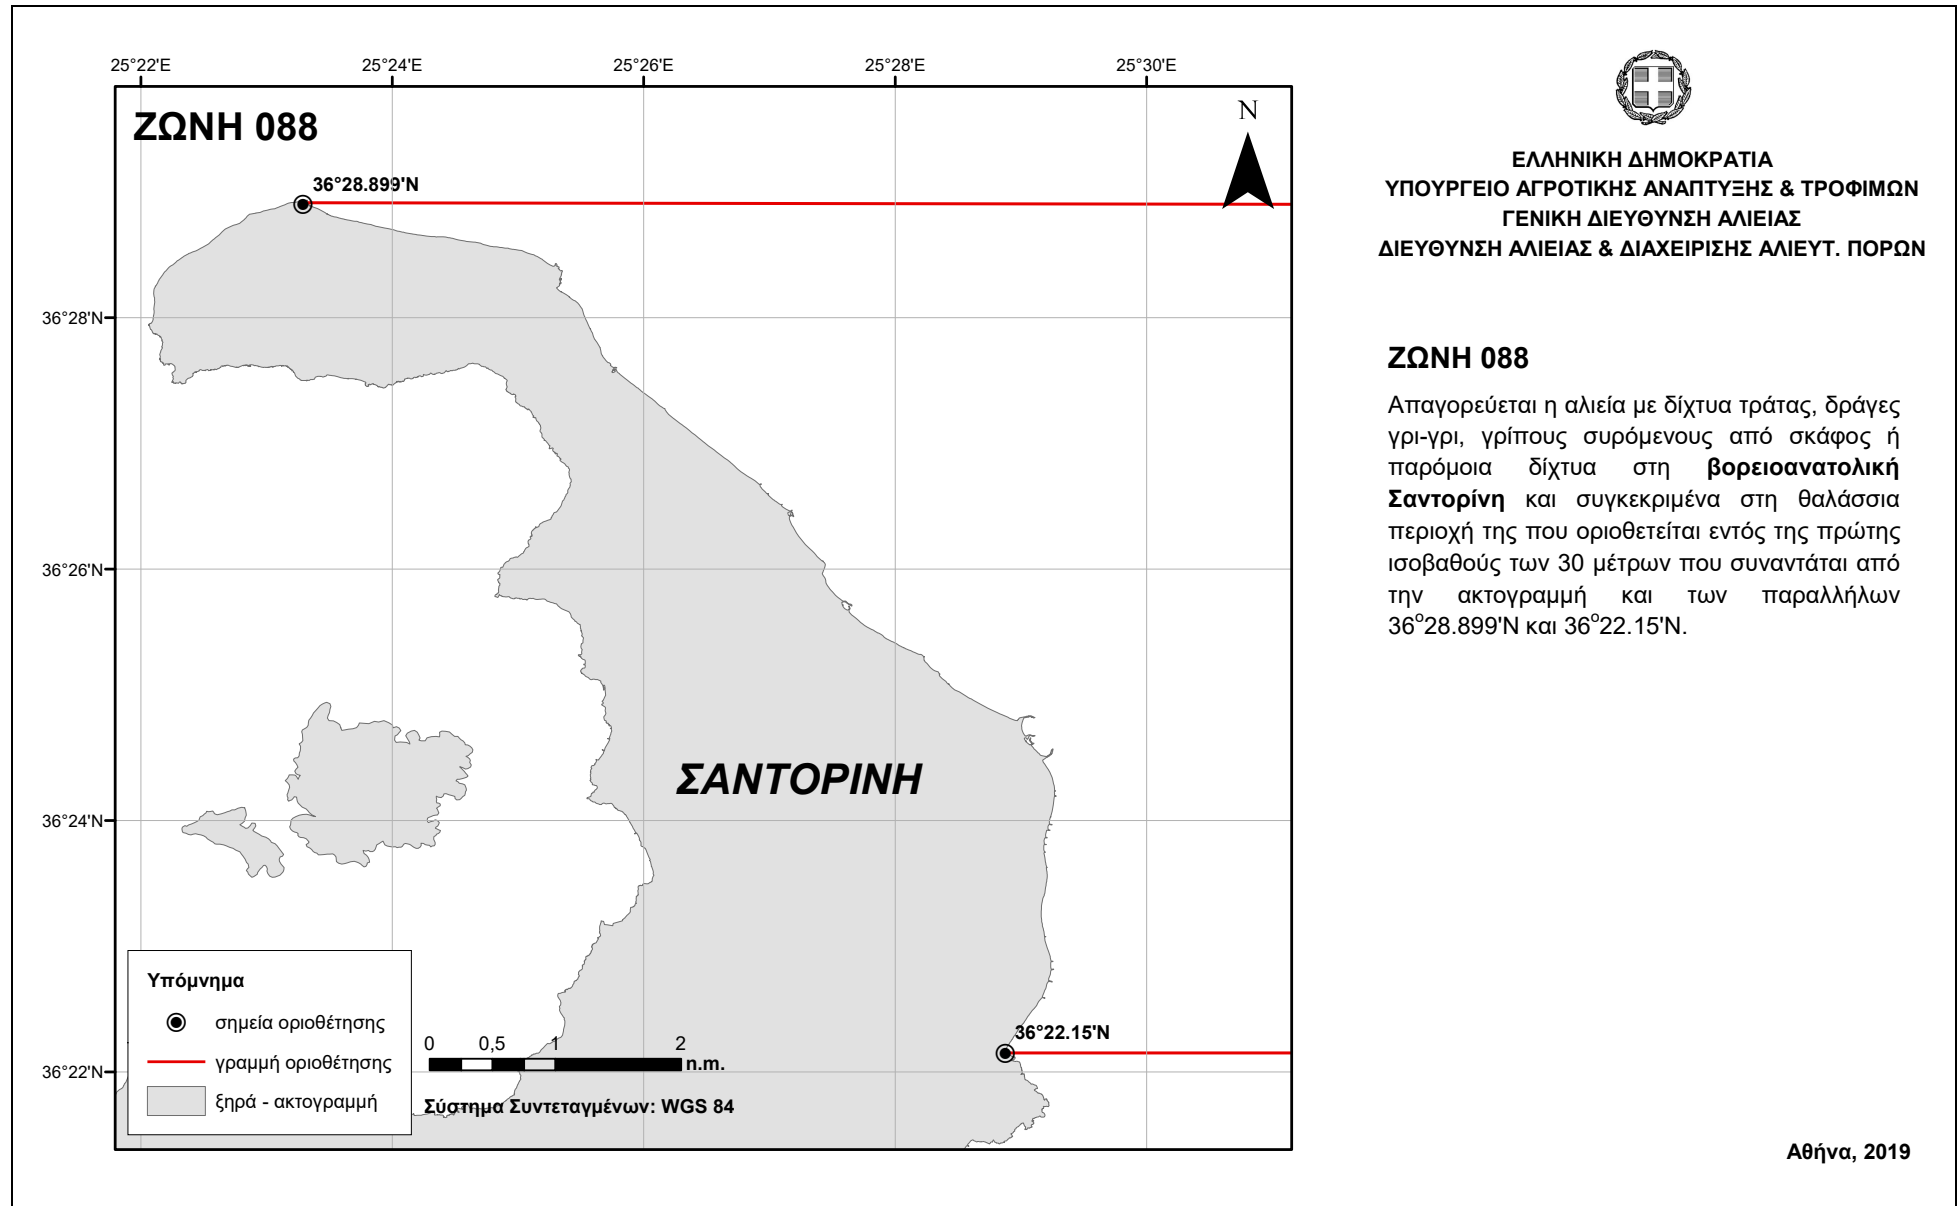 25°22'E 25°24'E 25°26'E 25°28'E 25°30'E
ΖΩΝΗ 088
N
36°28.899'N
36°28'N
36°26'N
36°24'N
36°22'N
ΣΑΝΤΟΡΙΝΗ
36°22.15'N
Υπόμνημα
σημεία οριοθέτησης
γραμμή οριοθέτησης
ξηρά - ακτογραμμή
0 0,5 1 2
n.m.
Σύστημα Συντεταγμένων: WGS 84
ΕΛΛΗΝΙΚΗ ΔΗΜΟΚΡΑΤΙΑ
ΥΠΟΥΡΓΕΙΟ ΑΓΡΟΤΙΚΗΣ ΑΝΑΠΤΥΞΗΣ & ΤΡΟΦΙΜΩΝ
ΓΕΝΙΚΗ ΔΙΕΥΘΥΝΣΗ ΑΛΙΕΙΑΣ
ΔΙΕΥΘΥΝΣΗ ΑΛΙΕΙΑΣ & ΔΙΑΧΕΙΡΙΣΗΣ ΑΛΙΕΥΤ. ΠΟΡΩΝ
ΖΩΝΗ 088
Απαγορεύεται η αλιεία με δίχτυα τράτας, δράγες
γρι-γρι, γρίπους συρόμενους από σκάφος ή
παρόμοια δίχτυα στη βορειοανατολική
Σαντορίνη και συγκεκριμένα στη θαλάσσια
περιοχή της που οριοθετείται εντός της πρώτης
ισοβαθούς των 30 μέτρων που συναντάται από
την ακτογραμμή και των παραλλήλων
36°28.899'N και 36°22.15'N.
Αθήνα, 2019